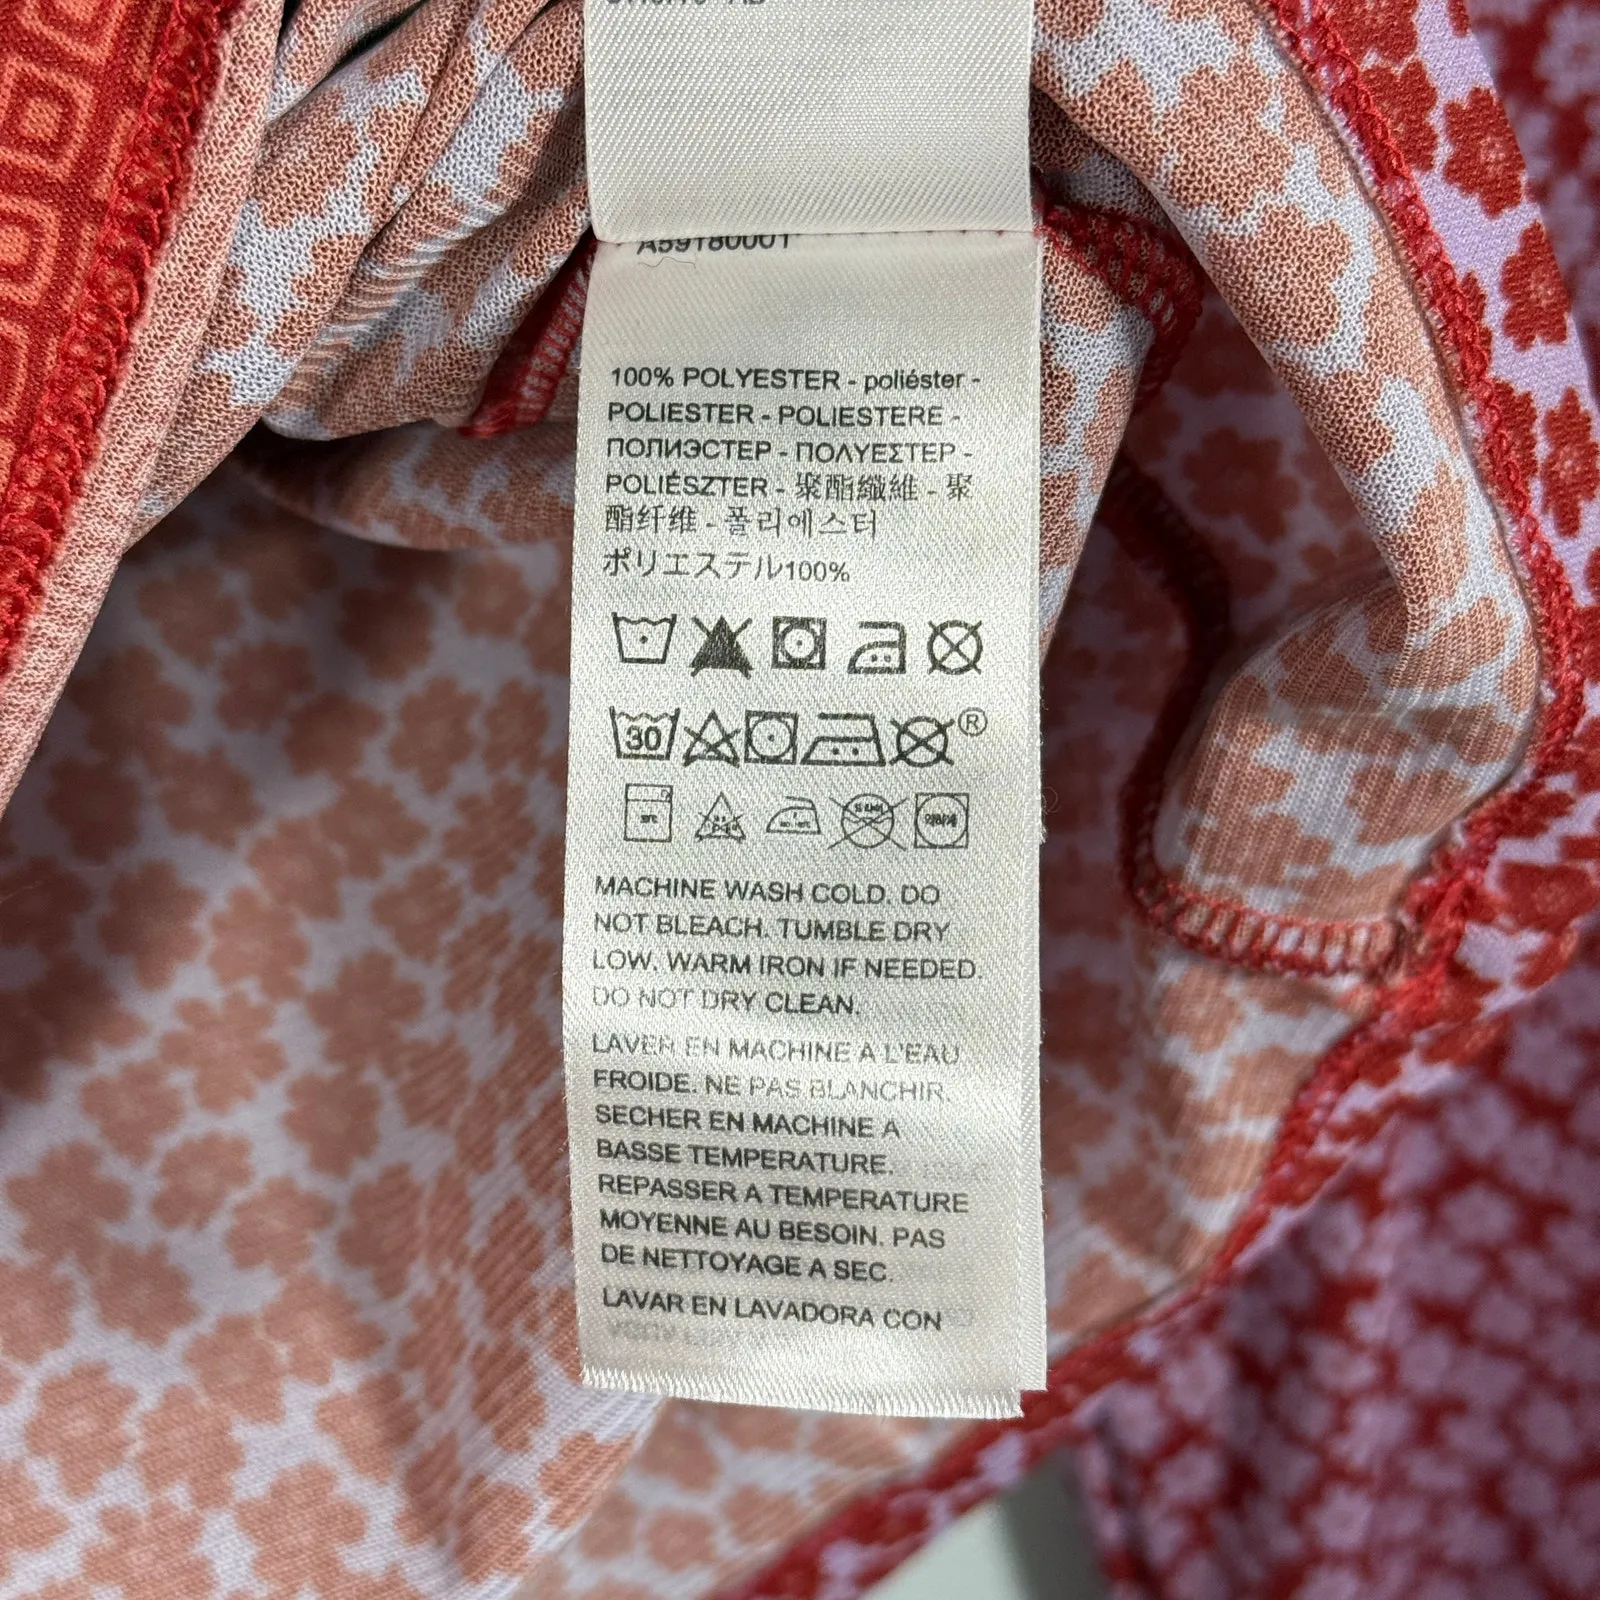 A59180001
100% POLYESTER - poliéster -
POLIESTER - POLIESTERE -
ПОЛИЭСТЕР - ΠΟΛΥΕΣΤΕΡ -
POLIÉSZTER - 聚酯纖維 - 聚
酯纤维 - 폴리에스터
ポリエステル100%
30 ®
MACHINE WASH COLD. DO
NOT BLEACH. TUMBLE DRY
LOW. WARM IRON IF NEEDED.
DO NOT DRY CLEAN.
LAVER EN MACHINE A L'EAU
FROIDE. NE PAS BLANCHIR.
SECHER EN MACHINE A
BASSE TEMPERATURE.
REPASSER A TEMPERATURE
MOYENNE AU BESOIN. PAS
DE NETTOYAGE A SEC.
LAVAR EN LAVADORA CON